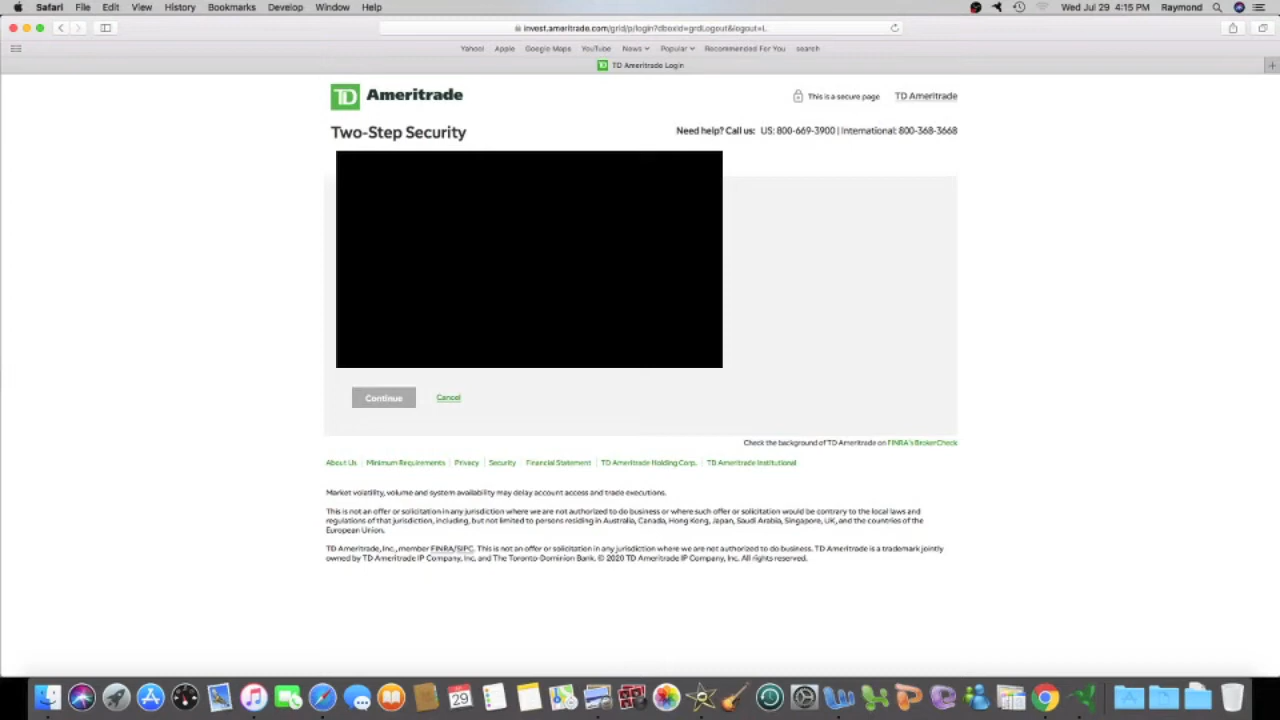 Safari File Edit View History Bookmarks Develop Window Help Wed Jul 29 4:15 PM Raymond
invest.ameritrade.com/grid/p/login?dboxId=grdLogout&logout=L
Yahoo! Apple Google Maps YouTube News Popular Recommended For You search
TD Ameritrade Login
TD Ameritrade This is a secure page TD Ameritrade
Two-Step Security Need help? Call us: US: 800-669-3900 | International: 800-368-3668
Continue Cancel
Check the background of TD Ameritrade on FINRA's BrokerCheck
About Us | Minimum Requirements | Privacy | Security Financial Statement | TD Ameritrade Holding Corp. | TD Ameritrade Institutional
Market volatility, volume and system availability may delay account access and trade executions.
This is not an offer or solicitation in any jurisdiction where we are not authorized to do business or where such offer or solicitation would be contrary to the local laws and
regulations of that jurisdiction, including, but not limited to persons residing in Australia, Canada, Hong Kong, Japan, Saudi Arabia, Singapore, UK, and the countries of the
European Union.
TD Ameritrade, Inc., member FINRA/SIPC. This is not an offer or solicitation in any jurisdiction where we are not authorized to do business. TD Ameritrade is a trademark jointly
owned by TD Ameritrade IP Company, Inc. and The Toronto-Dominion Bank. © 2020 TD Ameritrade IP Company, Inc. All rights reserved.
29